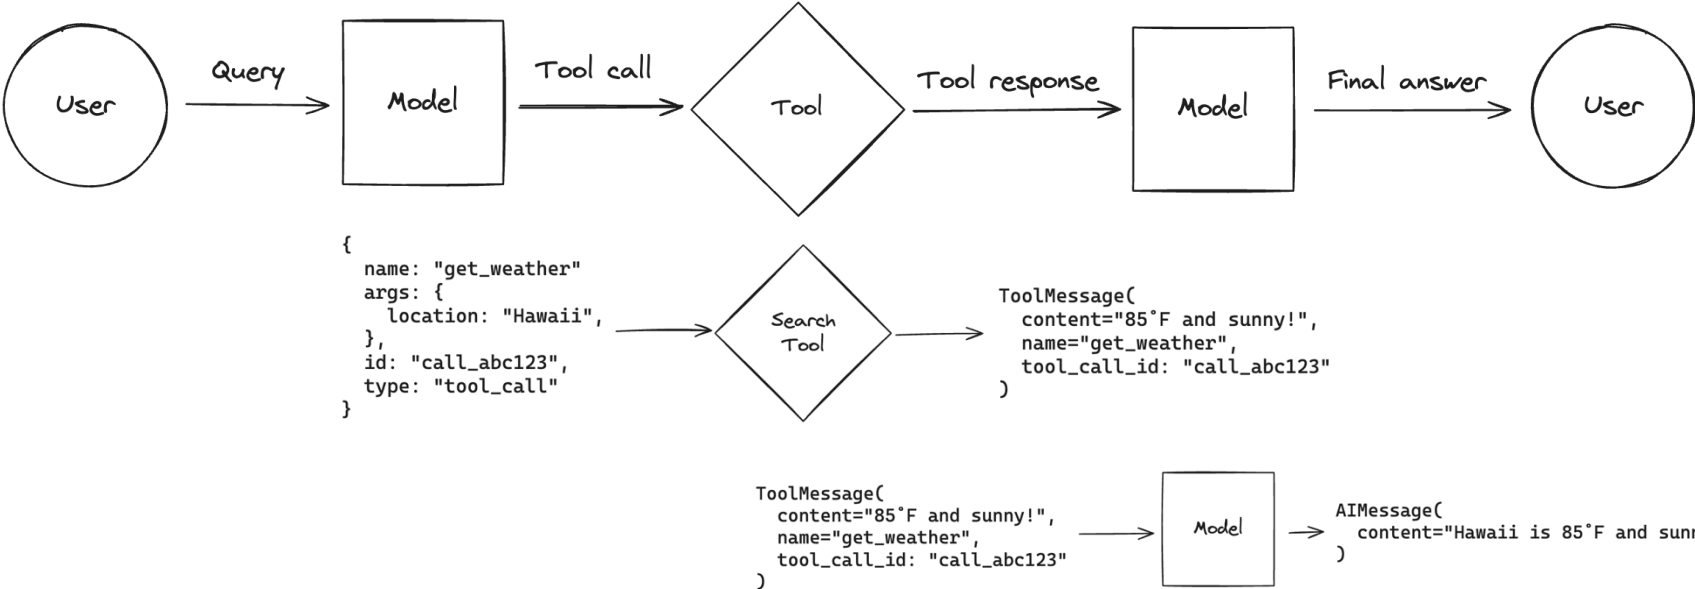 User
Query
Model
Tool call
Tool
Tool response
Model
Final answer
User
{
  name: "get_weather"
  args: {
    location: "Hawaii",
  },
  id: "call_abc123",
  type: "tool_call"
}
Search
Tool
ToolMessage(
  content="85°F and sunny!",
  name="get_weather",
  tool_call_id: "call_abc123"
)
ToolMessage(
  content="85°F and sunny!",
  name="get_weather",
  tool_call_id: "call_abc123"
)
Model
AIMessage(
  content="Hawaii is 85°F and
)